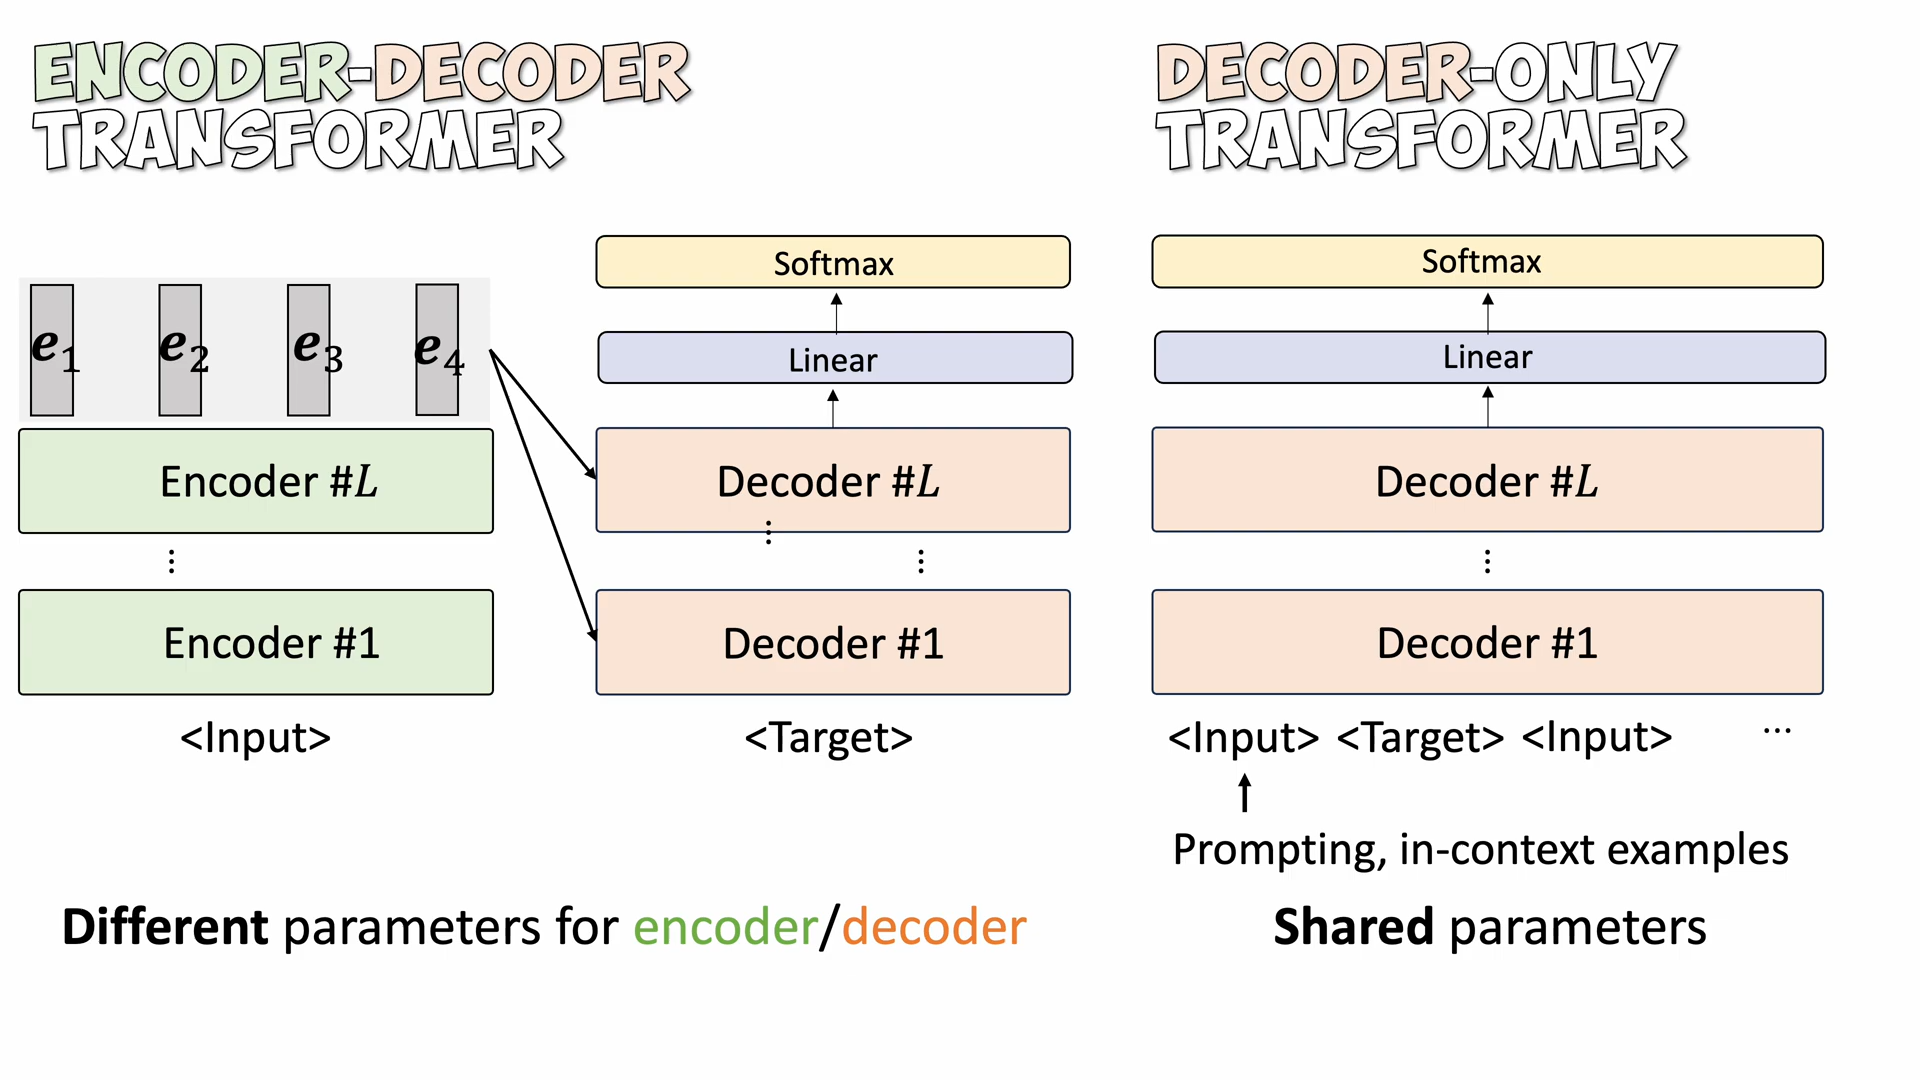 ENCODER-DECODER
TRANSFORMER
e1 e2 e3 e4
Encoder #L
⋮
Encoder #1
<Input>
Softmax
Linear
Decoder #L
⋮
⋮
Decoder #1
<Target>
Different parameters for encoder/decoder
DECODER-ONLY
TRANSFORMER
Softmax
Linear
Decoder #L
⋮
Decoder #1
<Input> <Target> <Input> ...
Prompting, in-context examples
Shared parameters